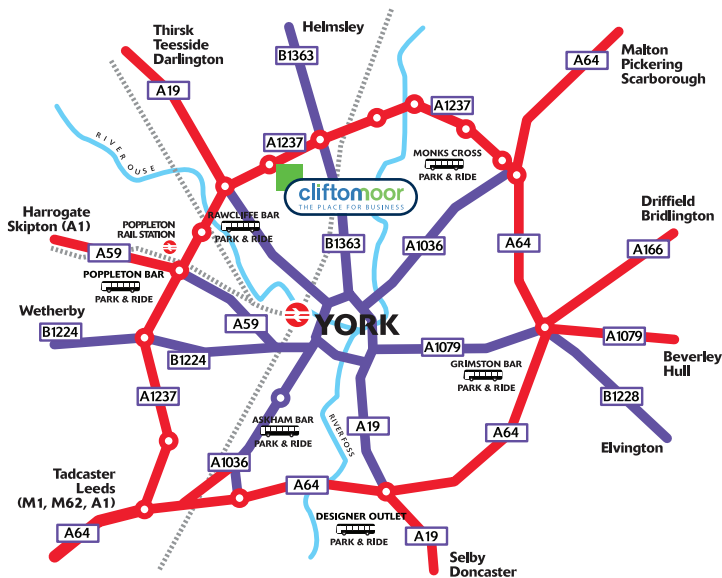 Thirsk
Teesside
Darlington
Helmsley
B1363
A64
Malton
Pickering
Scarborough
A19
A1237
A1237
RIVER OUSE
MONKS CROSS
PARK & RIDE
cliftonmoor
THE PLACE FOR BUSINESS
Driffield
Bridlington
Harrogate
Skipton (A1)
POPPLETON
RAIL STATION
RAWCLIFFE BAR
PARK & RIDE
B1363
A1036
A64
A166
A59
POPPLETON BAR
PARK & RIDE
Wetherby
B1224
A59
YORK
B1224
A1079
A1079
GRIMSTON BAR
PARK & RIDE
Beverley
Hull
A1237
B1228
ASKHAM BAR
PARK & RIDE
RIVER FOSS
A19
A64
Elvington
A1036
Tadcaster
Leeds
(M1, M62, A1)
A64
A64
DESIGNER OUTLET
PARK & RIDE
A19
Selby
Doncaster